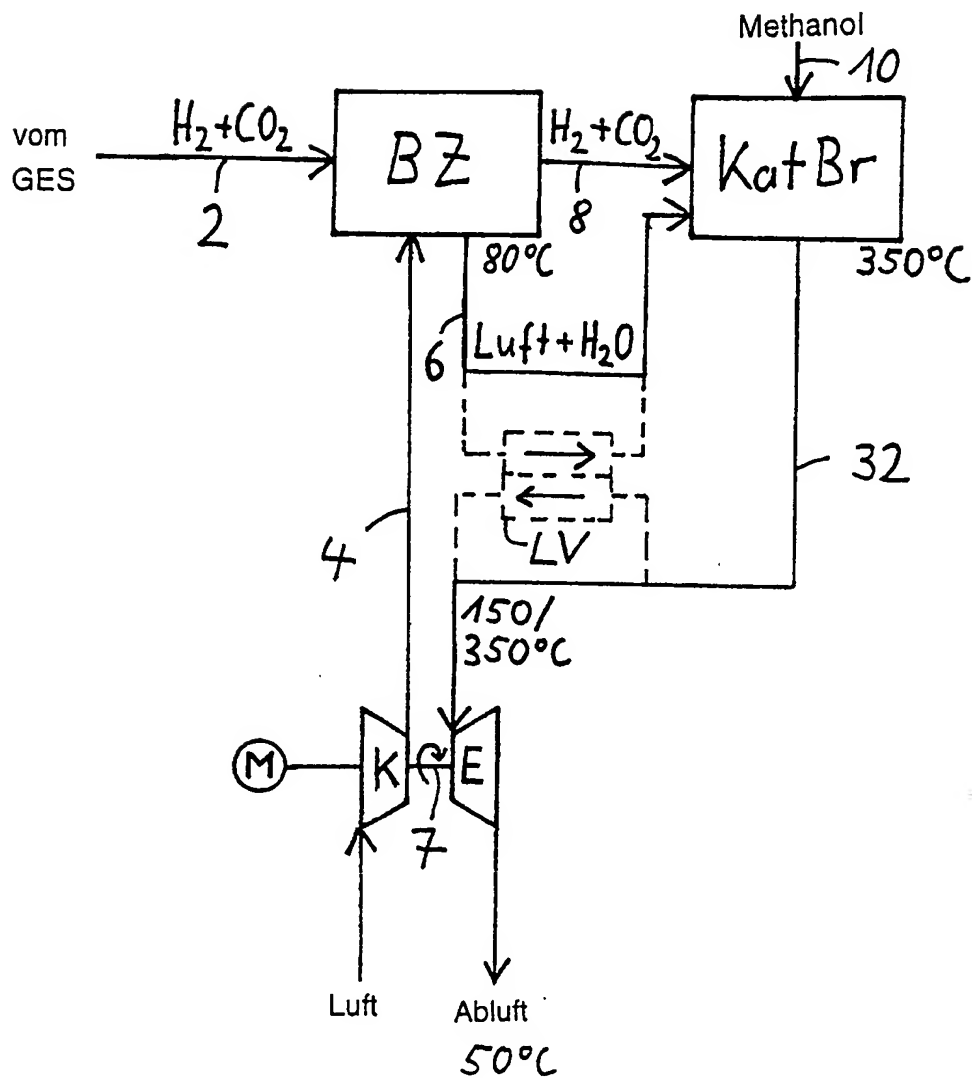 Methanol
10
vom
GES
H₂+CO₂
2
BZ
H₂+CO₂
8
KatBr
80°C
350°C
6
Luft+H₂O
4
LV
32
150/
350°C
M
K
7
E
Luft
Abluft
50°C